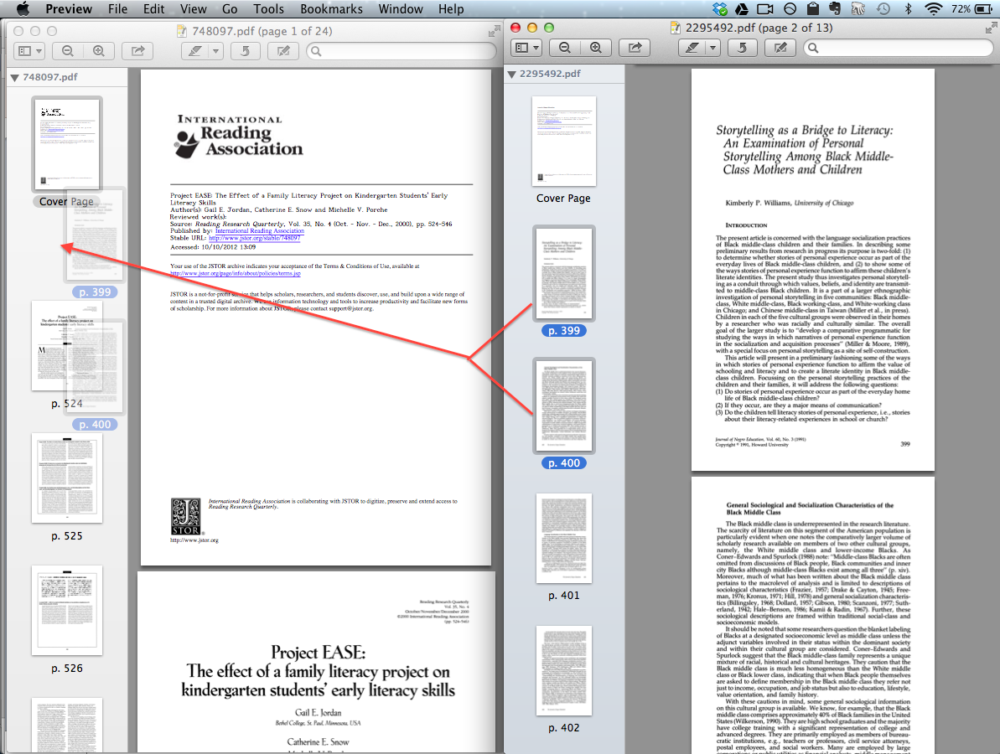 Preview File Edit View Go Tools Bookmarks Window Help
72%
748097.pdf (page 1 of 24)
748097.pdf
Cover Page
p. 399
p. 524
p. 400
p. 525
p. 526
INTERNATIONAL
Reading
Association
Project EASE: The Effect of a Family Literacy Project on Kindergarten Students' Early
Literacy Skills
Author(s): Gail E. Jordan, Catherine E. Snow and Michelle V. Porche
Reviewed work(s):
Source: Reading Research Quarterly, Vol. 35, No. 4 (Oct. - Nov. - Dec., 2000), pp. 524-546
Published by: International Reading Association
Stable URL: http://www.jstor.org/stable/748097
Accessed: 10/10/2012 13:09
Your use of the JSTOR archive indicates your acceptance of the Terms & Conditions of Use, available at
http://www.jstor.org/page/info/about/policies/terms.jsp
JSTOR is a not-for-profit service that helps scholars, researchers, and students discover, use, and build upon a wide range of
content in a trusted digital archive. We use information technology and tools to increase productivity and facilitate new forms
of scholarship. For more information about JSTOR, please contact support@jstor.org.
JSTOR
International Reading Association is collaborating with JSTOR to digitize, preserve and extend access to
Reading Research Quarterly.
http://www.jstor.org
Reading Research Quarterly
Vol. 35, No. 4
October/November/December 2000
©2000 International Reading Association
(pp. 524-546)
Project EASE:
The effect of a family literacy project on
kindergarten students' early literacy skills
Gail E. Jordan
Bethel College, St. Paul, Minnesota, USA
Catherine E. Snow
2295492.pdf (page 2 of 13)
2295492.pdf
Cover Page
p. 399
p. 400
p. 401
p. 402
Storytelling as a Bridge to Literacy:
An Examination of Personal
Storytelling Among Black Middle-
Class Mothers and Children
Kimberly P. Williams, University of Chicago
INTRODUCTION
The present article is concerned with the language socialization practices
of Black middle-class children and their families. In describing some
preliminary results from research in progress its purpose is two-fold: (1)
to determine whether stories of personal experience occur as part of the
everyday lives of Black middle-class children, and (2) to show some of
the ways stories of personal experience function to affirm these children's
literate identities. The present study thus investigates personal storytell-
ing as a conduit through which values, beliefs, and identity are transmit-
ted to middle-class Black children. It is a part of a larger ethnographic
investigation of personal storytelling in five communities: Black middle-
class, White middle-class, Black working-class, and White-working class
in Chicago; and Chinese middle-class in Taiwan (Miller et al., in press).
Children in each of the five cultural groups were observed in their homes
by a researcher who was racially and culturally similar. The overall
goal of the larger study is to "develop a comparative programmatic for
studying the ways in which narratives of personal experience function
in the socialization and acquisition processes" (Miller & Moore, 1989),
with a special focus on personal storytelling as a site of self-construction.
This article will present in a preliminary fashioning some of the ways
in which stories of personal experience function to affirm the value of
schooling and literacy and to create a literate identity in Black middle-
class children. Focussing on the personal storytelling practices of the
children and their families, it will address the following questions:
(1) Do stories of personal experience occur as part of the everyday home
life of Black middle-class children?
(2) If they occur, are they a major means of communication?
(3) Do the children tell literacy stories of personal experience, i.e., stories
about their literacy-related experiences in school or church?
Journal of Negro Education, Vol. 60, No. 3 (1991)
Copyright © 1991, Howard University
399
General Sociological and Socialization Characteristics of the
Black Middle Class
The Black middle class is underrepresented in the research literature.
The scarcity of literature on this segment of the American population is
particularly evident when one notes the comparatively larger volume of
scholarly research available on members of two other cultural groups,
namely, the White middle class and lower-income Blacks. As
Coner-Edwards and Spurlock (1988) note: "Middle-class Blacks are often
omitted from discussions of Black people, Black communities and inner
city Blacks although middle-class Blacks exist among all three" (p. xiv).
Moreover, much of what has been written about the Black middle class
pertains to the macrolevel of analysis and is limited to descriptions of
sociological characteristics (Frazier, 1957; Drake & Cayton, 1945; Free-
man, 1976; Kronus, 1971; Hill, 1978) and general sociological characteris-
tics (Billingsley, 1968; Dollard, 1957; Gibson, 1980; Scanzoni, 1977; Suth-
erland, 1942; Hale-Benson, 1986; Kamii & Radin, 1967). Further, these
sociological descriptions are framed within traditional social-class and
socioeconomic models.
It should be noted that some researchers question the blanket labeling
of Blacks at a designated socioeconomic level as middle class unless the
adjunct variables involved in their status within the dominant society
and within their cultural group are considered. Coner-Edwards and
Spurlock suggest that the Black middle-class family represents a unique
mixture of racial, historical and cultural heritages. They caution that the
Black middle class is much less homogeneous than the White middle
class or Black lower class, indicating that when Black people themselves
are asked to define membership in the Black middle class they refer not
just to income, occupation, and job status but also to education, lifestyle,
value orientation, and family history.
With these cautions in mind, some general sociological information
on this cultural group is available. We know, for example, that the Black
middle class comprises approximately 40% of Black families in the United
States (Wilkerson, 1990). They are high school graduates and the majority
have college training with a significant representation of college and
advanced degrees. They are primarily employed as members of bureau-
cratic institutions, e.g., teachers or professors, civil service attorneys,
postal employees, and social workers. Many are employed by large